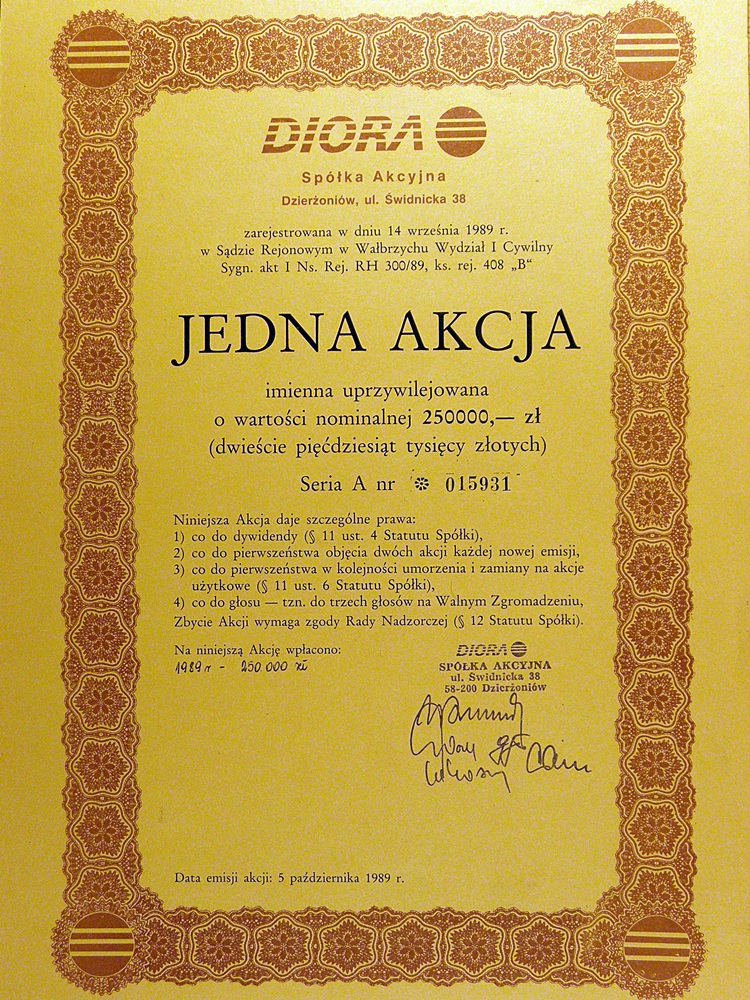 DIORA
Spółka Akcyjna
Dzierżoniów, ul. Świdnicka 38
zarejestrowana w dniu 14 września 1989 r.
w Sądzie Rejonowym w Wałbrzychu Wydział I Cywilny
Sygn. akt I Ns. Rej. RH 300/89, ks. rej. 408 „B“
JEDNA AKCJA
imienna uprzywilejowana
o wartości nominalnej 250000,— zł
(dwieście pięćdziesiąt tysięcy złotych)
Seria A nr ❊ 015931
Niniejsza Akcja daje szczególne prawa:
1) co do dywidendy (§ 11 ust. 4 Statutu Spółki),
2) co do pierwszeństwa objęcia dwóch akcji każdej nowej emisji,
3) co do pierwszeństwa w kolejności umorzenia i zamiany na akcje
użytkowe (§ 11 ust. 6 Statutu Spółki),
4) co do głosu — tzn. do trzech głosów na Walnym Zgromadzeniu,
Zbycie Akcji wymaga zgody Rady Nadzorczej (§ 12 Statutu Spółki).
Na niniejszą Akcję wpłacono:
1989 r - 250 000 zł
DIORA
SPÓŁKA AKCYJNA
ul. Świdnicka 38
58-200 Dzierżoniów
Data emisji akcji: 5 października 1989 r.